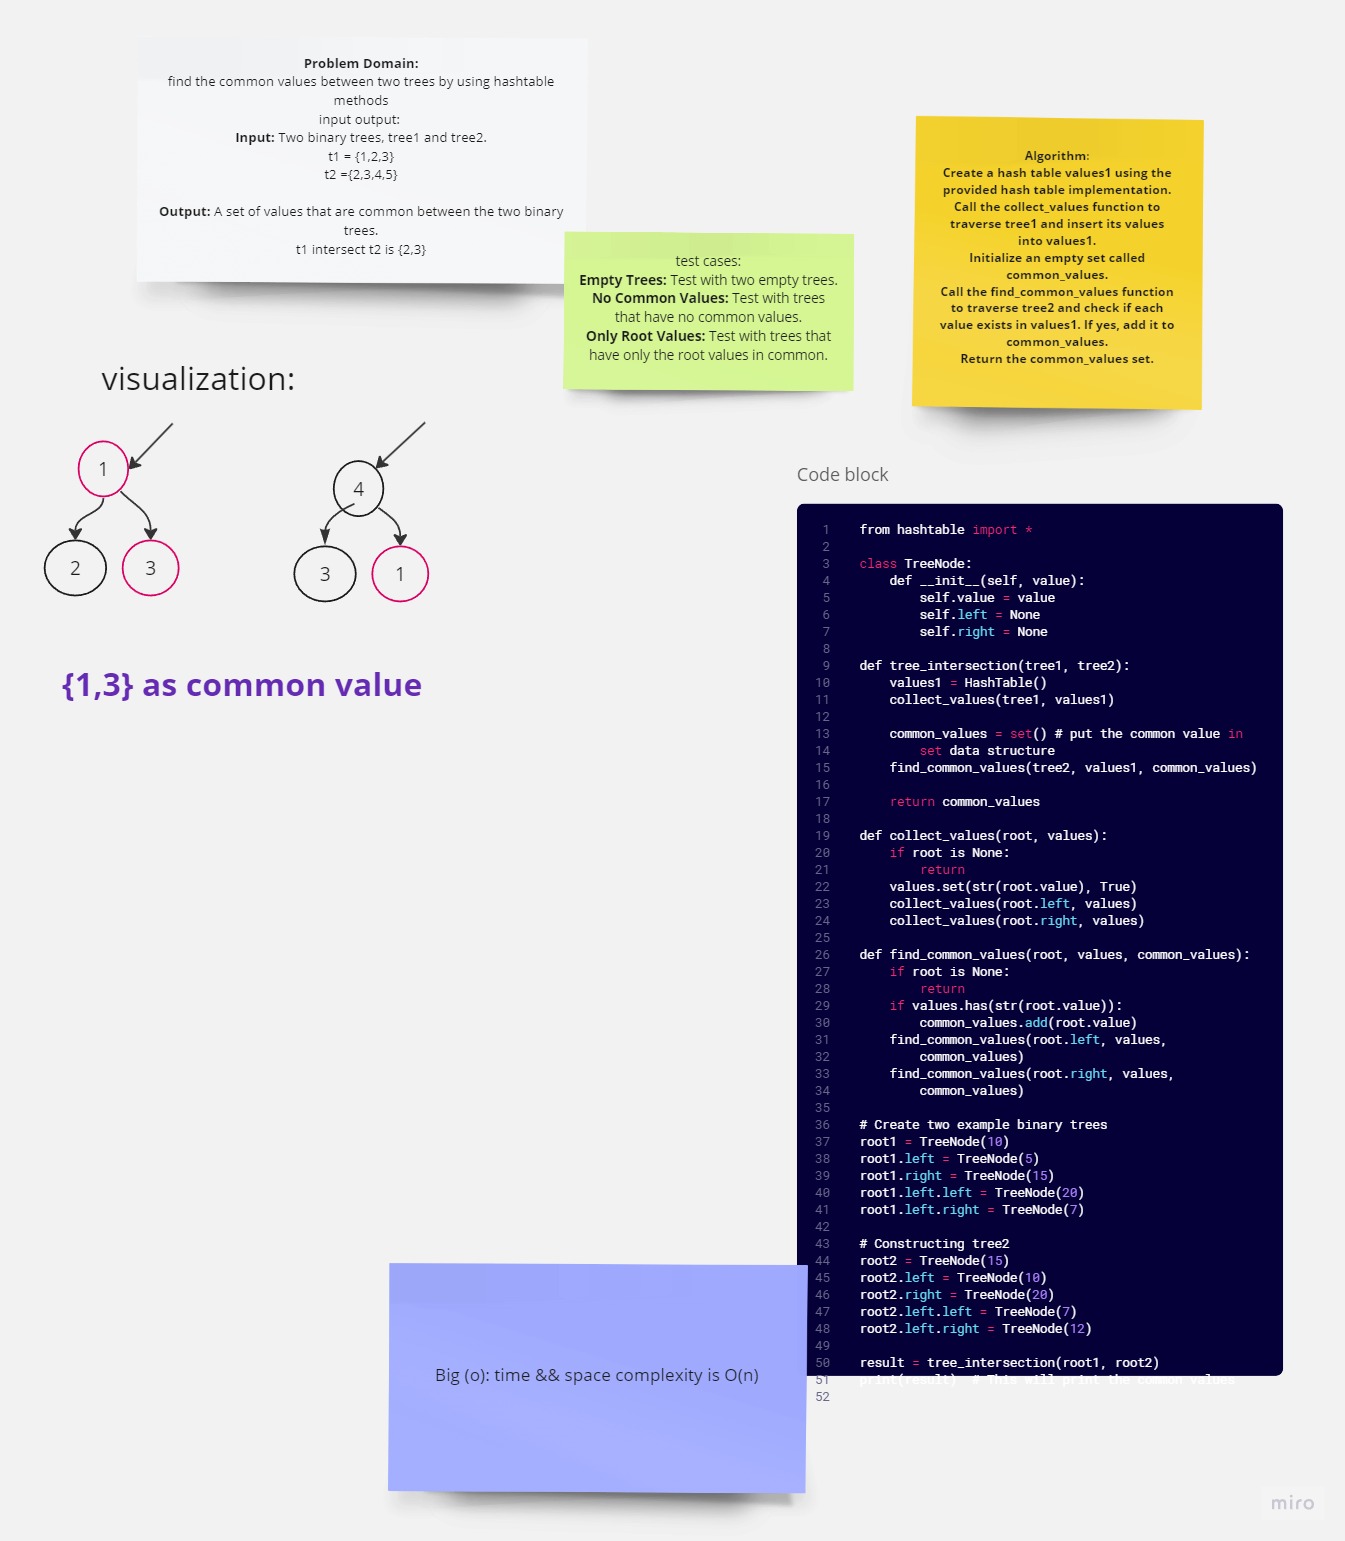 Problem Domain:
find the common values between two trees by using hashtable
methods
input output:
Input: Two binary trees, tree1 and tree2.
t1 = {1,2,3}
t2 ={2,3,4,5}
Output: A set of values that are common between the two binary
trees.
t1 intersect t2 is {2,3}
test cases:
Empty Trees: Test with two empty trees.
No Common Values: Test with trees
that have no common values.
Only Root Values: Test with trees that
have only the root values in common.
Algorithm:
Create a hash table values1 using the
provided hash table implementation.
Call the collect_values function to
traverse tree1 and insert its values
into values1.
Initialize an empty set called
common_values.
Call the find_common_values function
to traverse tree2 and check if each
value exists in values1. If yes, add it to
common_values.
Return the common_values set.
visualization:
1
2 3
4
3 1
{1,3} as common value
Code block
1 from hashtable import *
2
3 class TreeNode:
4     def __init__(self, value):
5         self.value = value
6         self.left = None
7         self.right = None
8
9 def tree_intersection(tree1, tree2):
10     values1 = HashTable()
11     collect_values(tree1, values1)
12
13     common_values = set() # put the common value in
14         set data structure
15     find_common_values(tree2, values1, common_values)
16
17     return common_values
18
19 def collect_values(root, values):
20     if root is None:
21         return
22     values.set(str(root.value), True)
23     collect_values(root.left, values)
24     collect_values(root.right, values)
25
26 def find_common_values(root, values, common_values):
27     if root is None:
28         return
29     if values.has(str(root.value)):
30         common_values.add(root.value)
31     find_common_values(root.left, values,
32         common_values)
33     find_common_values(root.right, values,
34         common_values)
35
36 # Create two example binary trees
37 root1 = TreeNode(10)
38 root1.left = TreeNode(5)
39 root1.right = TreeNode(15)
40 root1.left.left = TreeNode(20)
41 root1.left.right = TreeNode(7)
42
43 # Constructing tree2
44 root2 = TreeNode(15)
45 root2.left = TreeNode(10)
46 root2.right = TreeNode(20)
47 root2.left.left = TreeNode(7)
48 root2.left.right = TreeNode(12)
49
50 result = tree_intersection(root1, root2)
51 print(result)  # This will print the common values
52
Big (o): time && space complexity is O(n)
miro